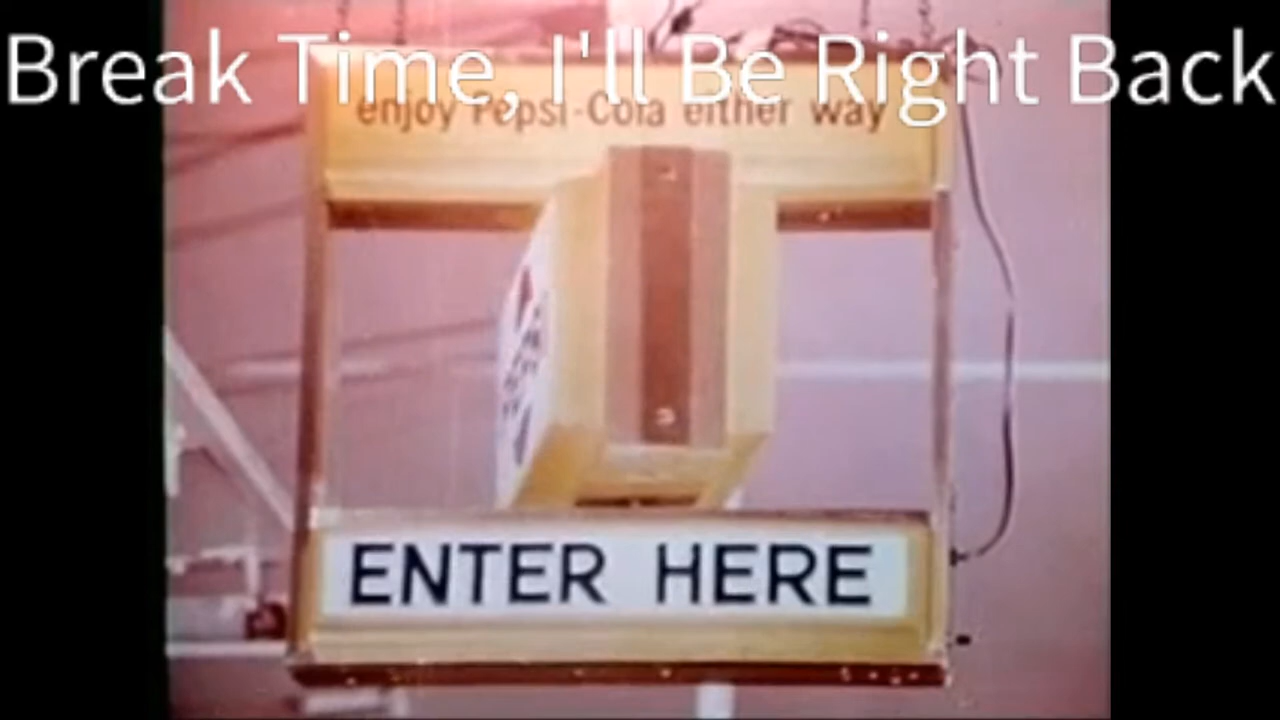 Break Time, I'll Be Right Back
enjoy Pepsi-Cola either way
ENTER HERE